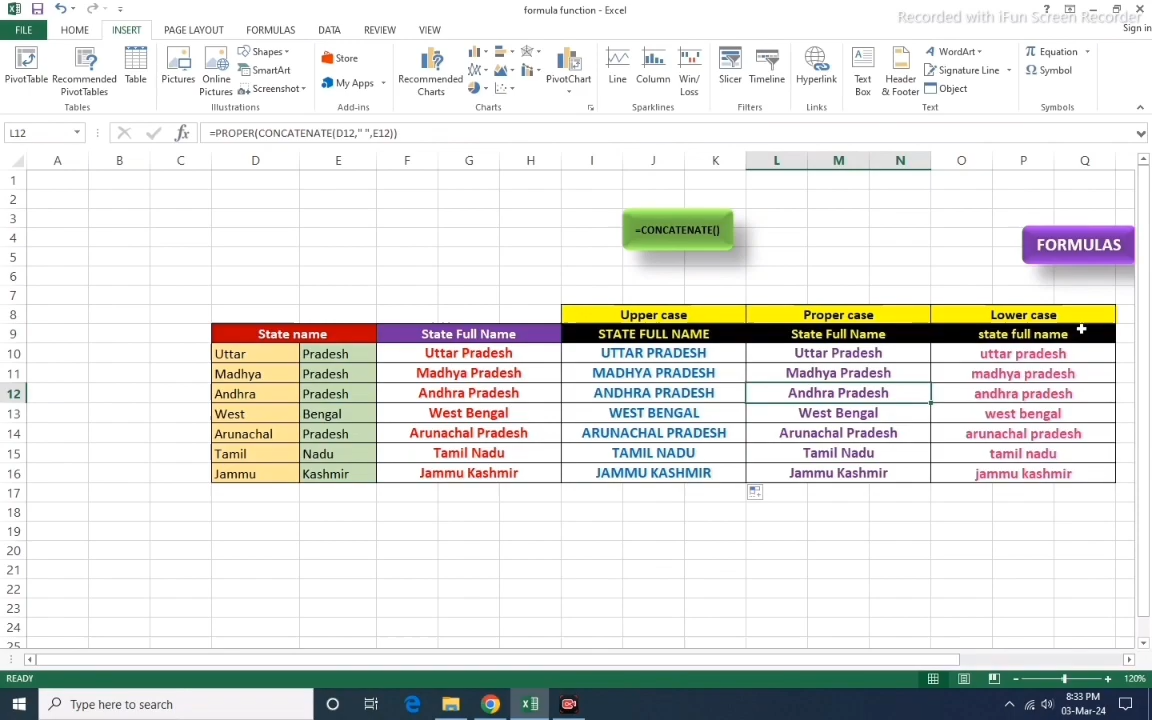 formula function - Excel
?
Recorded with iFun Screen Recorder
Sign in
FILE HOME INSERT PAGE LAYOUT FORMULAS DATA REVIEW VIEW
PivotTable Recommended PivotTables Table Pictures Online Pictures Shapes SmartArt Screenshot Store My Apps Recommended Charts PivotChart Line Column Win/ Loss Slicer Timeline Hyperlink Text Box Header & Footer WordArt Signature Line Object Equation Symbol
Tables Illustrations Add-ins Charts Sparklines Filters Links Text Symbols
L12 fx =PROPER(CONCATENATE(D12," ",E12))
A B C D E F G H I J K L M N O P Q
1
2
3
=CONCATENATE()
4
FORMULAS
5
6
7
8 Upper case Proper case Lower case
9 State name State Full Name STATE FULL NAME State Full Name state full name
10 Uttar Pradesh Uttar Pradesh UTTAR PRADESH Uttar Pradesh uttar pradesh
11 Madhya Pradesh Madhya Pradesh MADHYA PRADESH Madhya Pradesh madhya pradesh
12 Andhra Pradesh Andhra Pradesh ANDHRA PRADESH Andhra Pradesh andhra pradesh
13 West Bengal West Bengal WEST BENGAL West Bengal west bengal
14 Arunachal Pradesh Arunachal Pradesh ARUNACHAL PRADESH Arunachal Pradesh arunachal pradesh
15 Tamil Nadu Tamil Nadu TAMIL NADU Tamil Nadu tamil nadu
16 Jammu Kashmir Jammu Kashmir JAMMU KASHMIR Jammu Kashmir jammu kashmir
17
18
19
20
21
22
23
24
25
READY 120%
Type here to search
8:33 PM
03-Mar-24